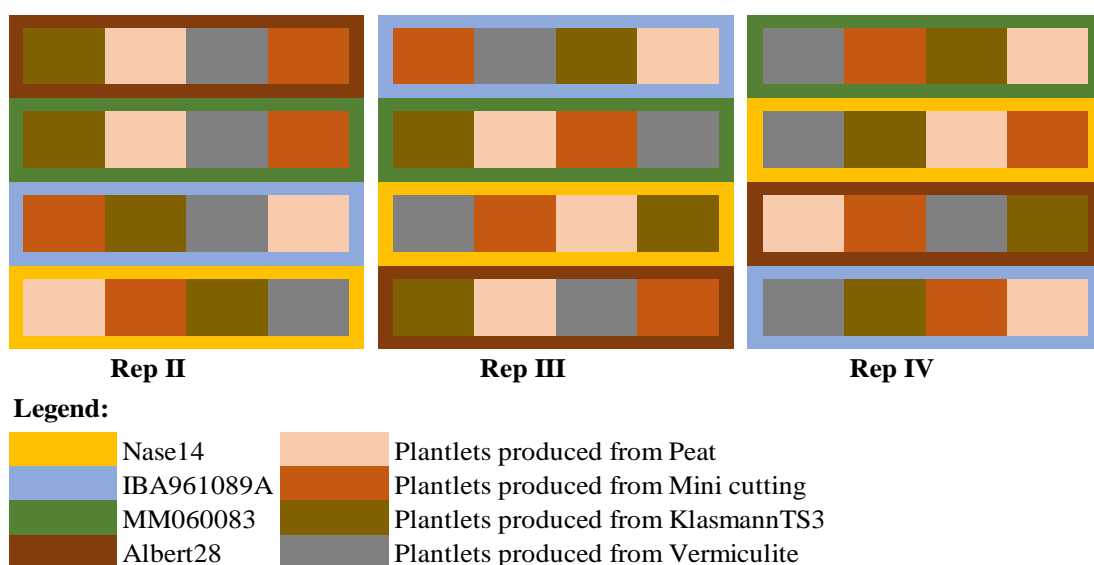 Rep II Rep III Rep IV
Legend:
Nase14 Plantlets produced from Peat
IBA961089A Plantlets produced from Mini cutting
MM060083 Plantlets produced from KlasmannTS3
Albert28 Plantlets produced from Vermiculite